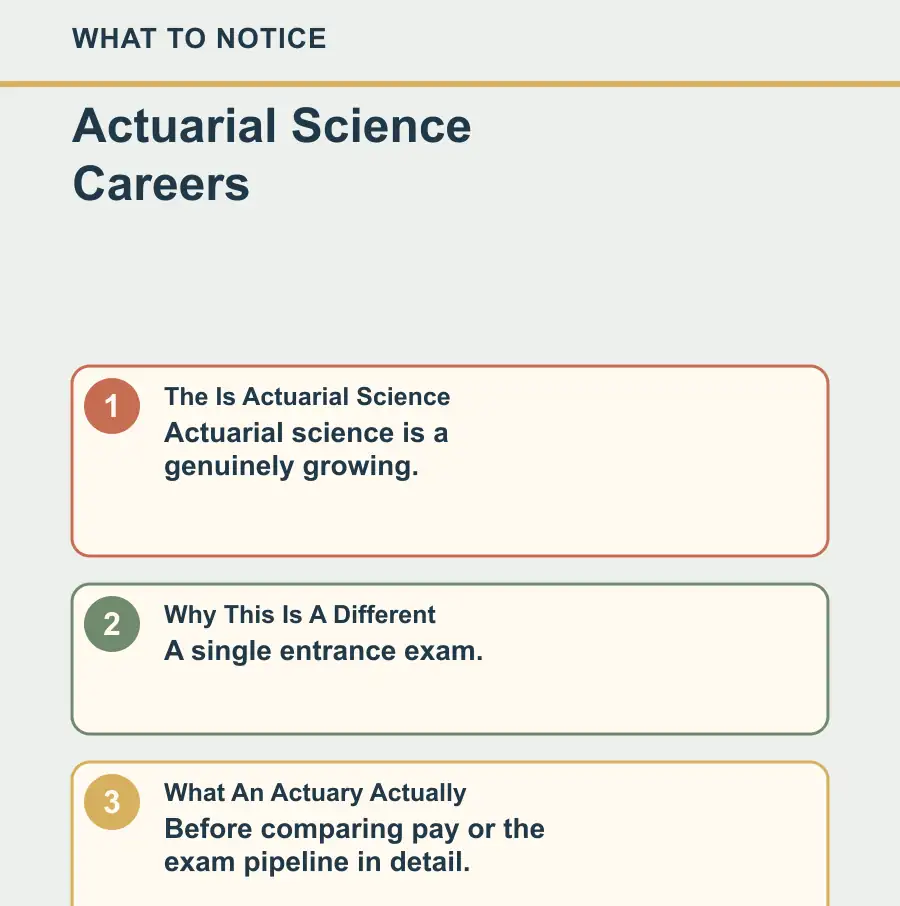 WHAT TO NOTICE
Actuarial Science
Careers
1
The Is Actuarial Science
Actuarial science is a
genuinely growing.
2
Why This Is A Different
A single entrance exam.
3
What An Actuary Actually
Before comparing pay or the
exam pipeline in detail.